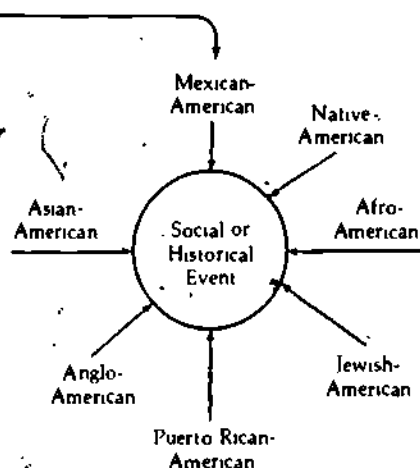 Mexican-
American
Native-
American
Asian-
American
Social or
Historical
Event
Afro-
American
Anglo-
American
Jewish-
American
Puerto Rican-
American